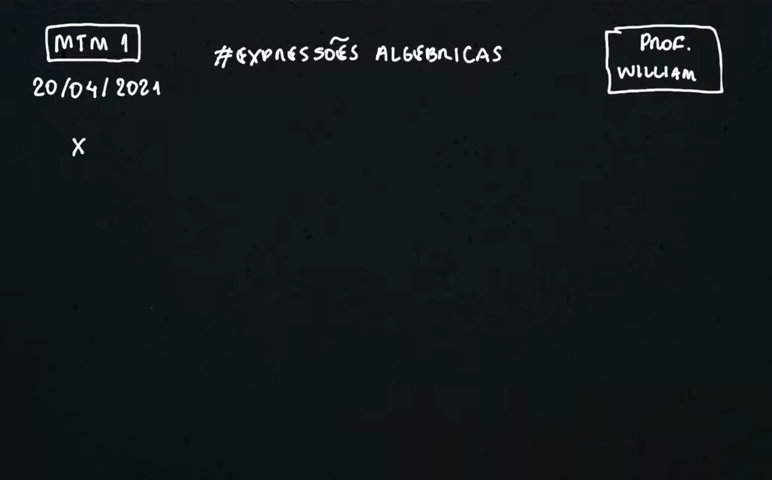 MTM 1
#EXPRESSÕES ALGEBRICAS
PROF.
WILLIAM
20/04/2021
X